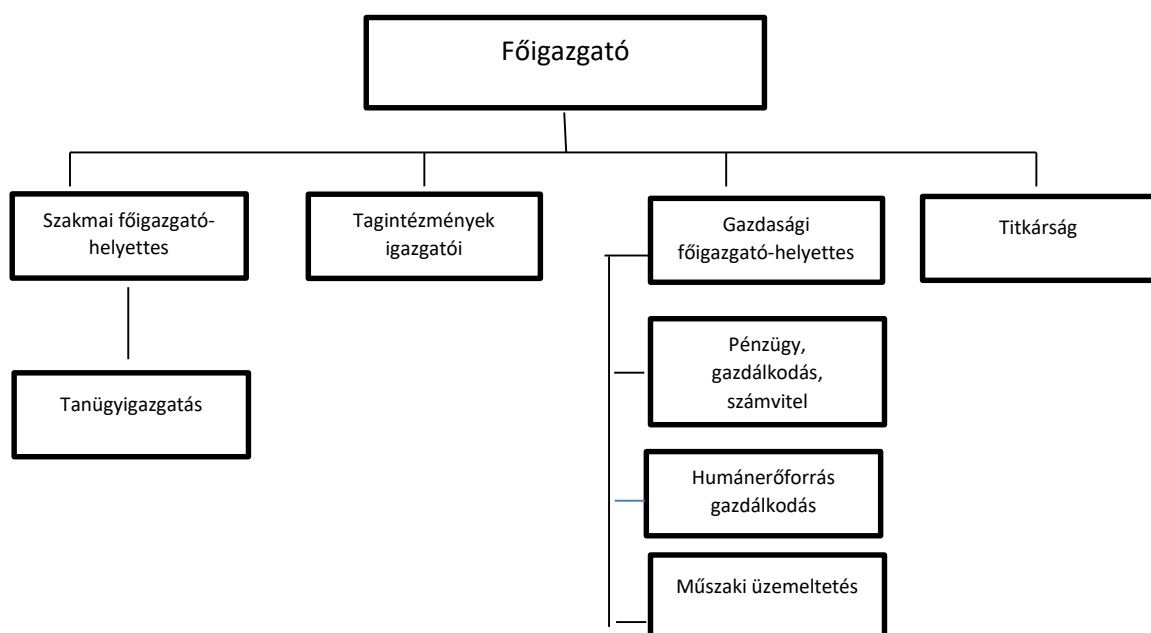 Főigazgató
Szakmai főigazgató-
helyettes
Tagintézmények
igazgatói
Gazdasági
főigazgató-helyettes
Titkárság
Tanügyigazgatás
Pénzügy,
gazdálkodás,
számvitel
Humánerőforrás
gazdálkodás
Műszaki üzemeltetés